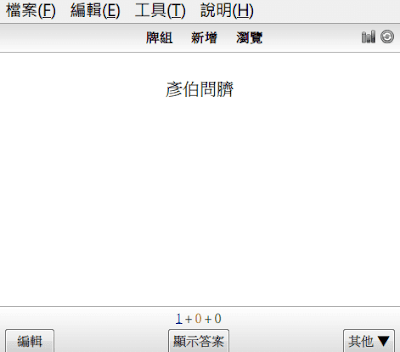 檔案(F) 編輯(E) 工具(T) 說明(H)
牌組 新增 瀏覽
彥伯問臍
1 + 0 + 0
編輯 顯示答案 其他 ▼